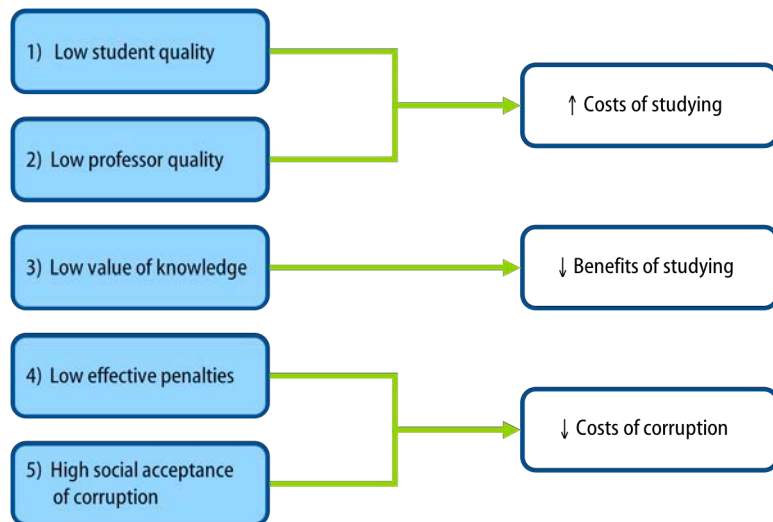 1) Low student quality
2) Low professor quality
↑ Costs of studying
3) Low value of knowledge
↓ Benefits of studying
4) Low effective penalties
5) High social acceptance
of corruption
↓ Costs of corruption